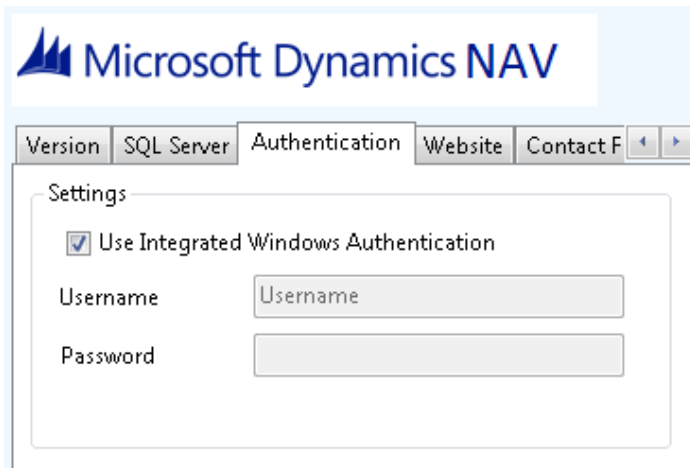 Microsoft Dynamics NAV
Version SQL Server Authentication Website Contact F
Settings
Use Integrated Windows Authentication
Username Username
Password